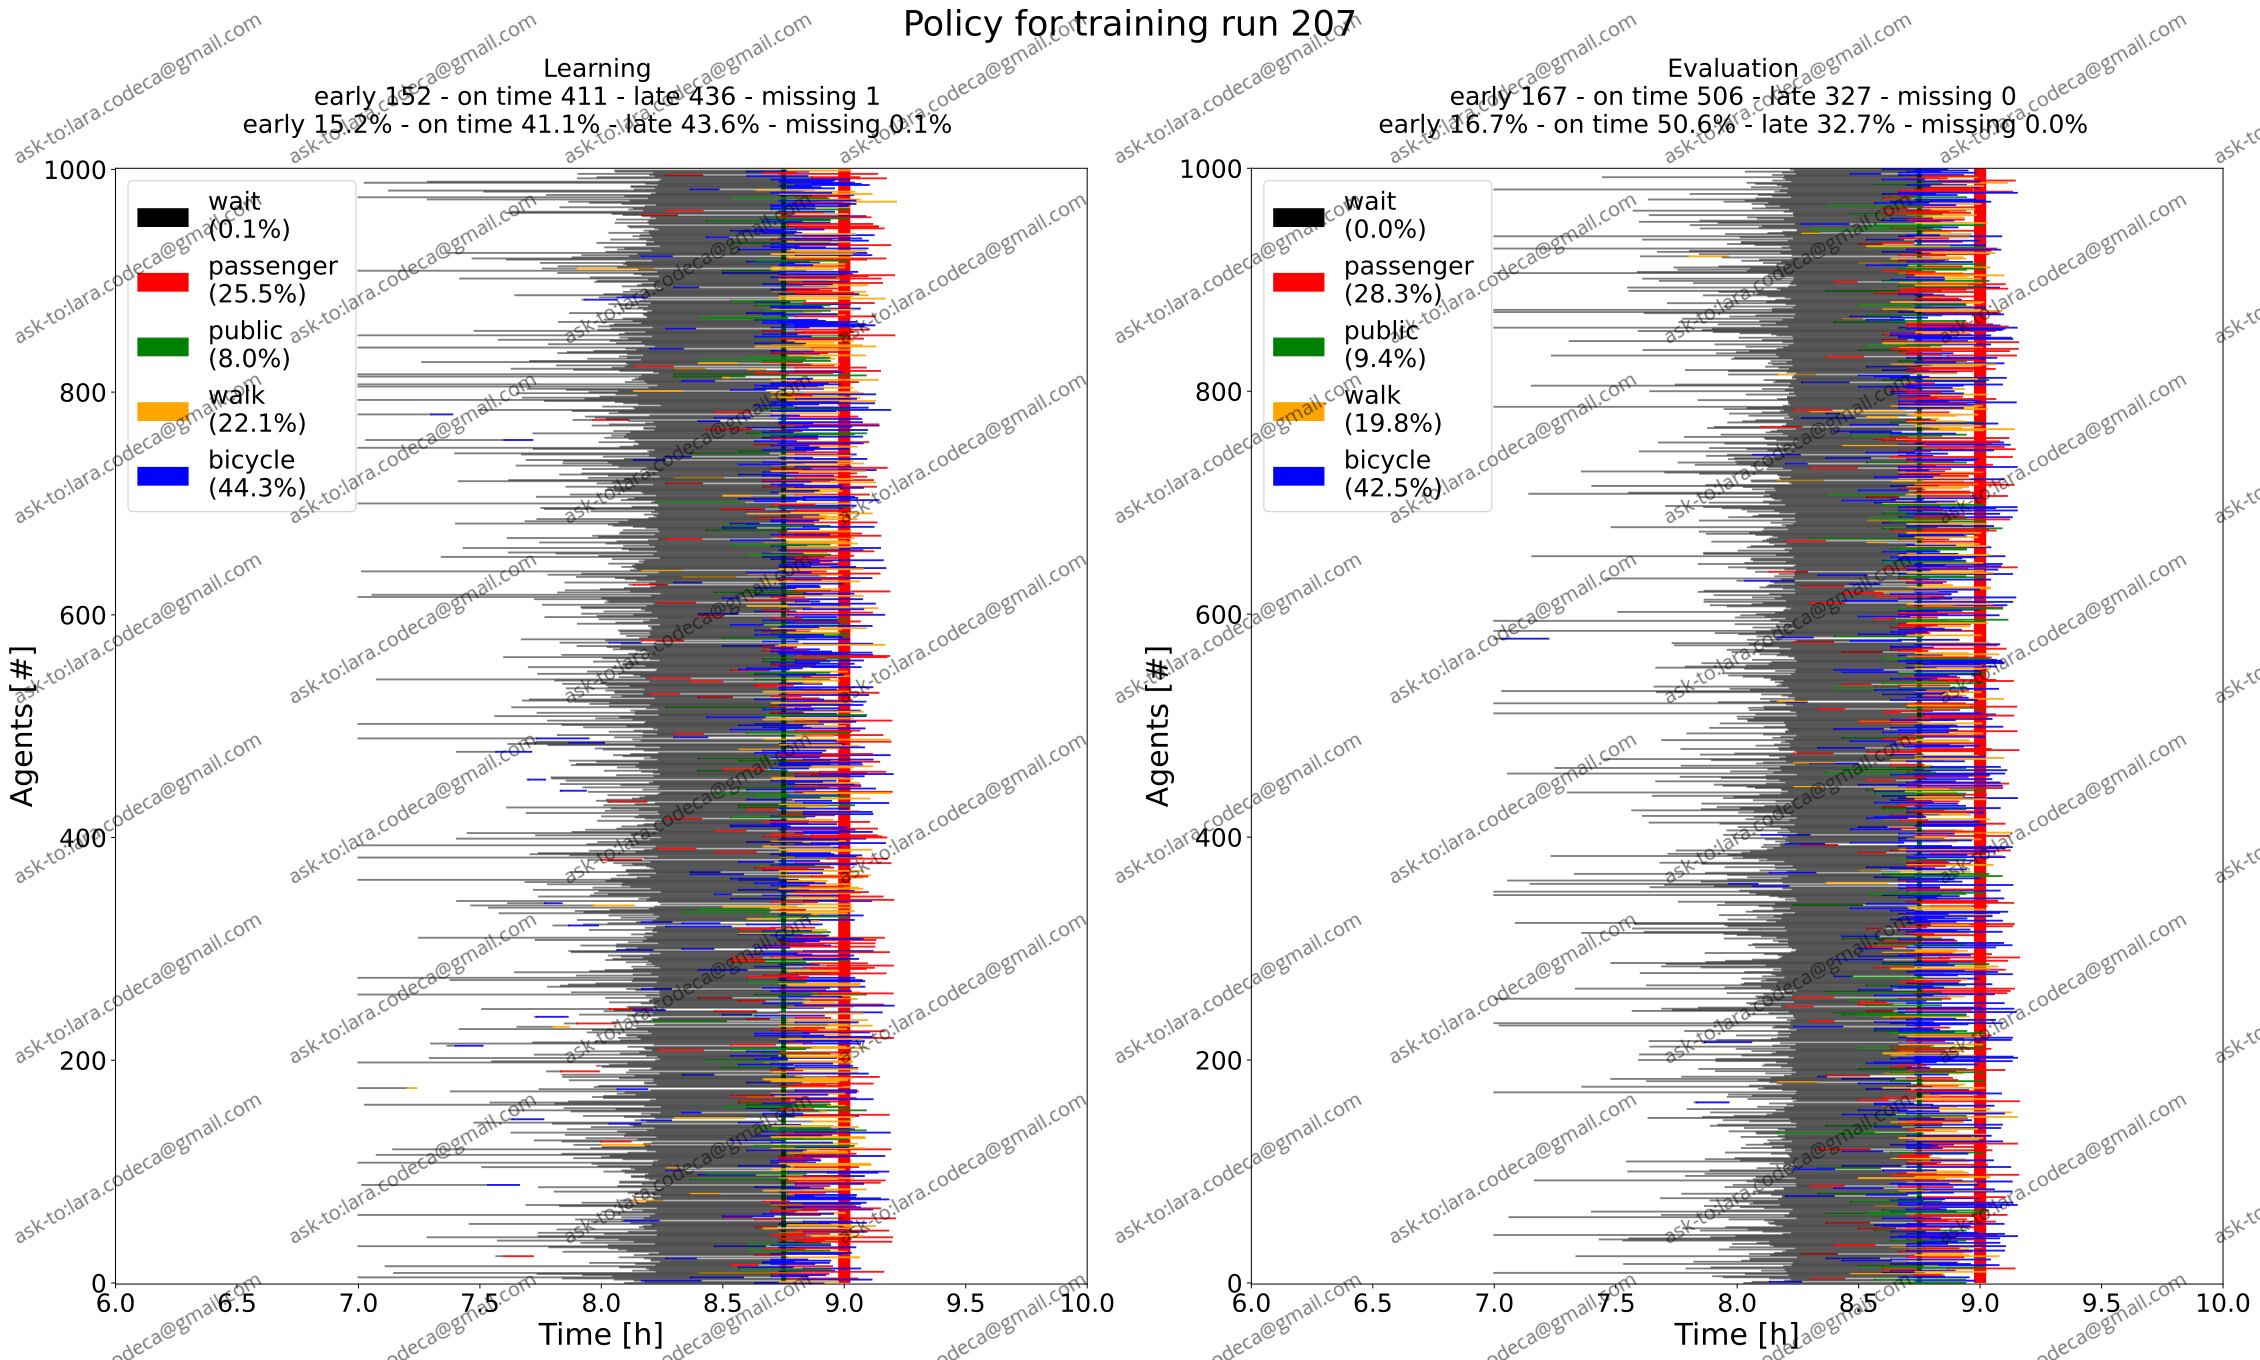 Policy for training run 207
Learning
early 152 - on time 411 - late 436 - missing 1
early 15.2% - on time 41.1% - late 43.6% - missing 0.1%
1000
800
600
400
200
0
Agents [#]
wait
(0.1%)
passenger
(25.5%)
public
(8.0%)
walk
(22.1%)
bicycle
(44.3%)
6.0 6.5 7.0 7.5 8.0 8.5 9.0 9.5 10.0
Time [h]
Evaluation
early 167 - on time 506 - late 327 - missing 0
early 16.7% - on time 50.6% - late 32.7% - missing 0.0%
1000
800
600
400
200
0
Agents [#]
wait
(0.0%)
passenger
(28.3%)
public
(9.4%)
walk
(19.8%)
bicycle
(42.5%)
6.0 6.5 7.0 7.5 8.0 8.5 9.0 9.5 10.0
Time [h]
ask-to:lara.codeca@gmail.com